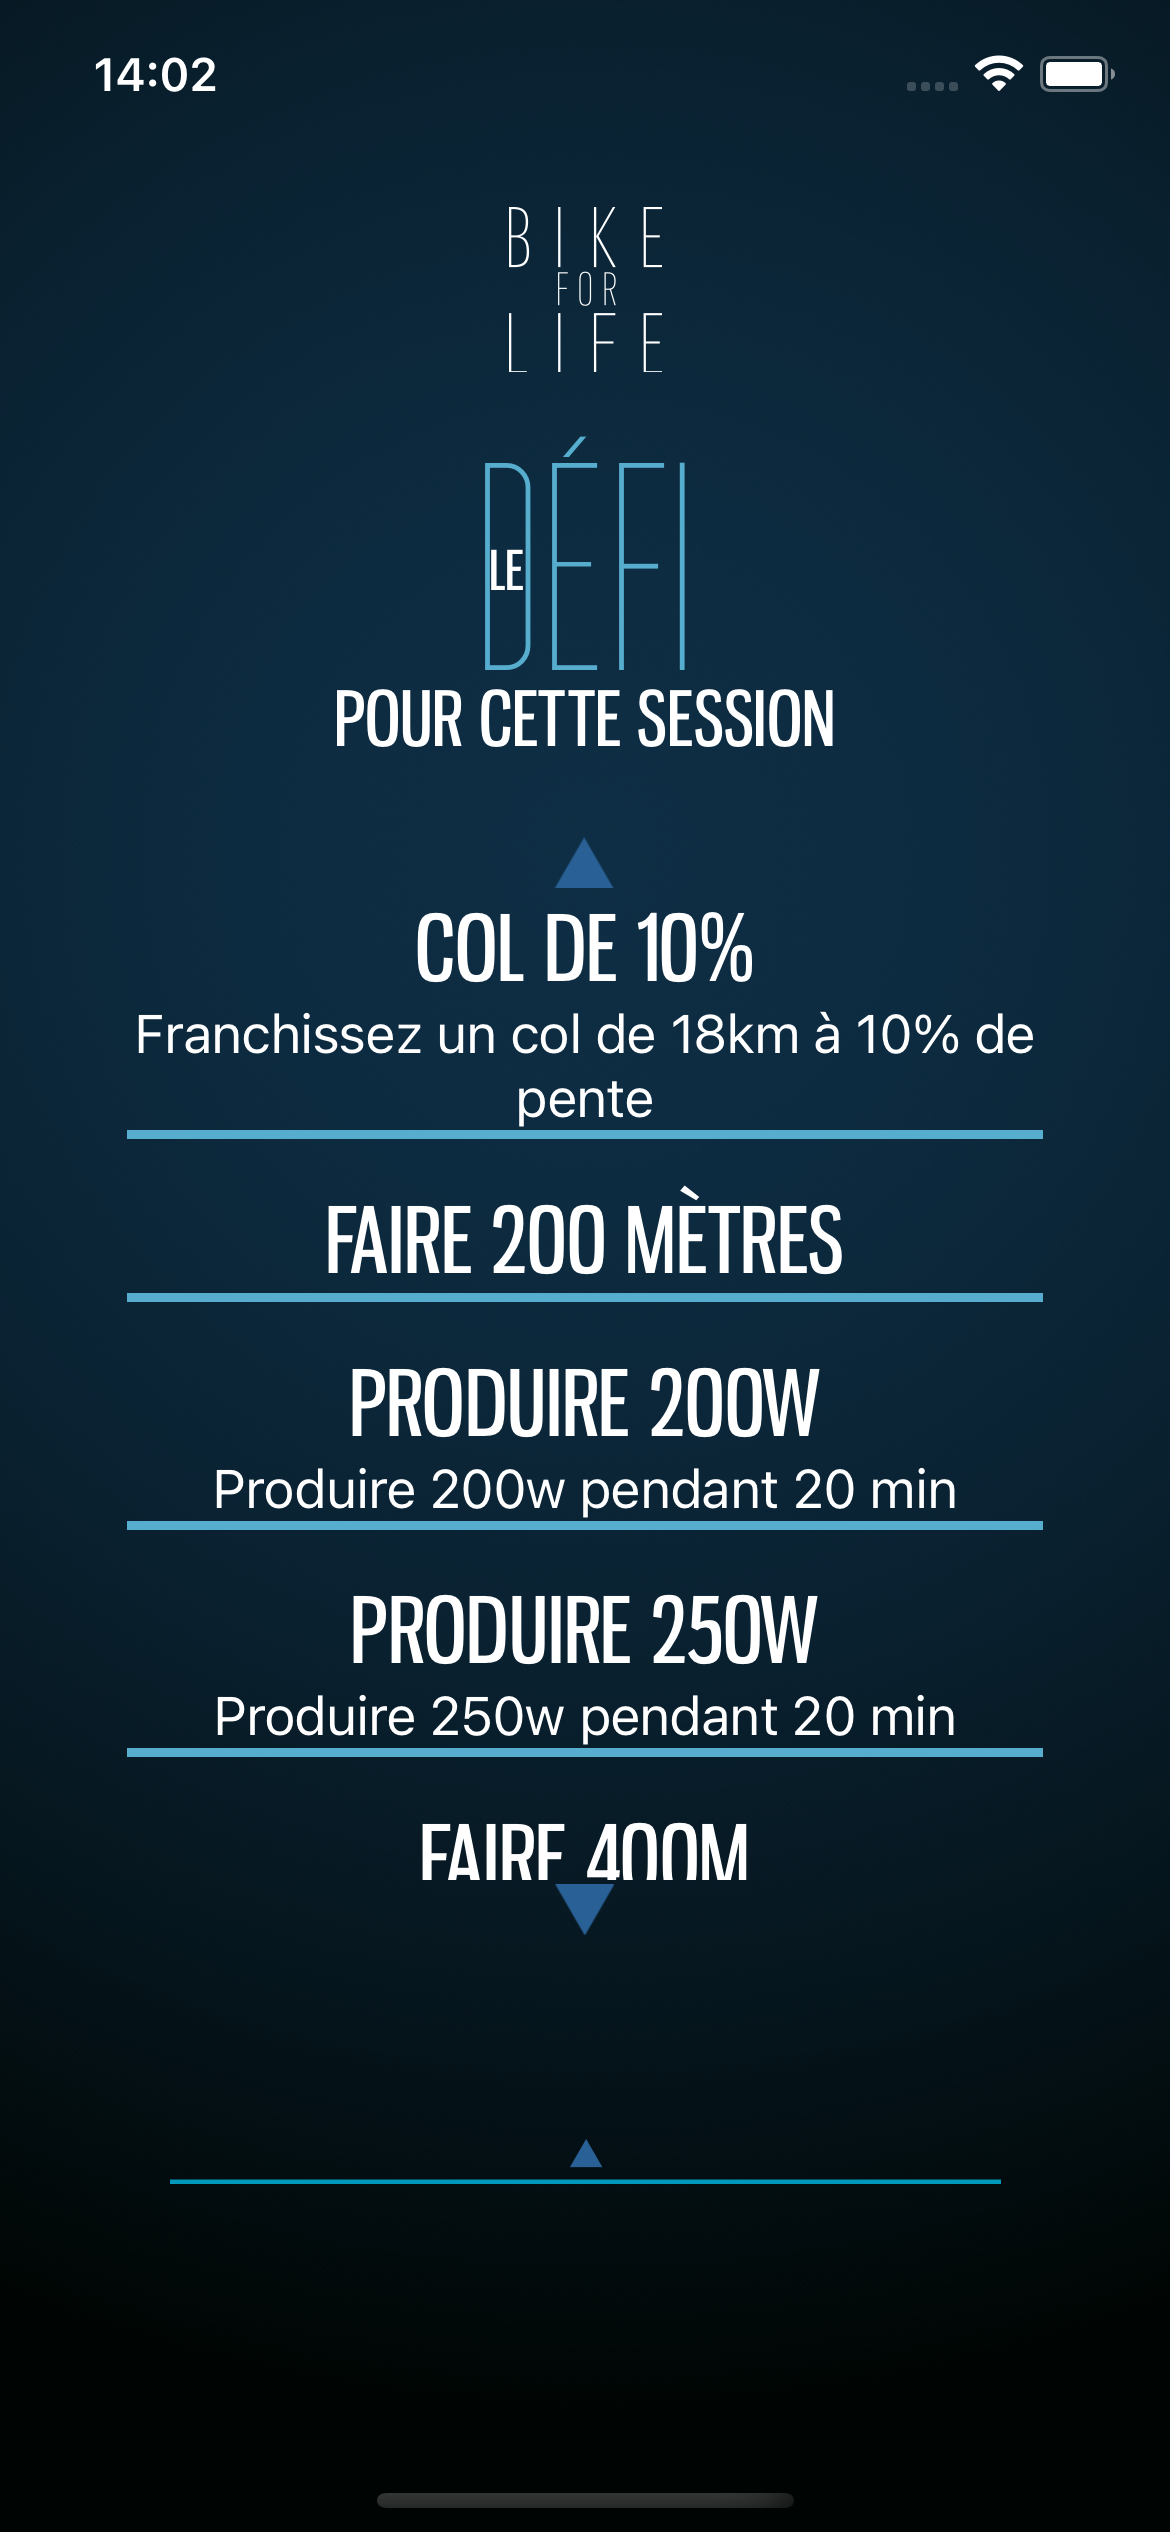 14:02
BIKE
FOR
LIFE
LE DÉFI
POUR CETTE SESSION
COL DE 10%
Franchissez un col de 18km à 10% de
pente
FAIRE 200 MÈTRES
PRODUIRE 200W
Produire 200w pendant 20 min
PRODUIRE 250W
Produire 250w pendant 20 min
FAIRE 400M